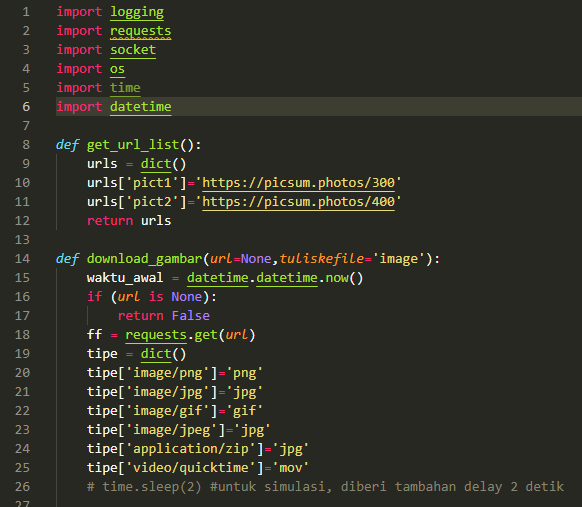 1 import logging
2 import requests
3 import socket
4 import os
5 import time
6 import datetime
7
8 def get_url_list():
9     urls = dict()
10     urls['pict1']='https://picsum.photos/300'
11     urls['pict2']='https://picsum.photos/400'
12     return urls
13
14 def download_gambar(url=None,tuliskefile='image'):
15     waktu_awal = datetime.datetime.now()
16     if (url is None):
17         return False
18     ff = requests.get(url)
19     tipe = dict()
20     tipe['image/png']='png'
21     tipe['image/jpg']='jpg'
22     tipe['image/gif']='gif'
23     tipe['image/jpeg']='jpg'
24     tipe['application/zip']='jpg'
25     tipe['video/quicktime']='mov'
26     # time.sleep(2) #untuk simulasi, diberi tambahan delay 2 detik
27